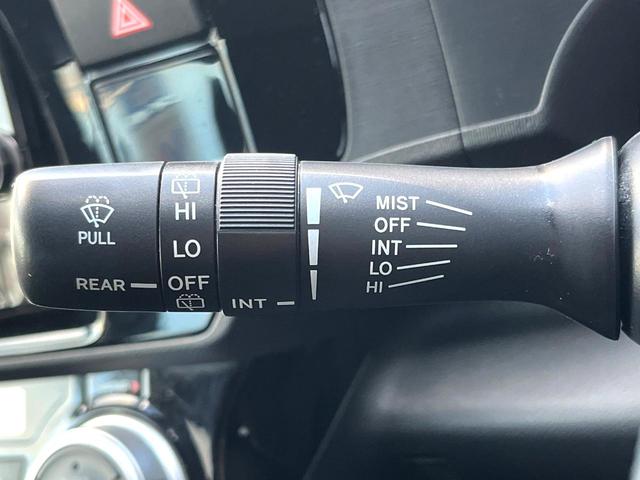 PULL
REAR
HI
LO
OFF
INT
MIST
OFF
INT
LO
HI